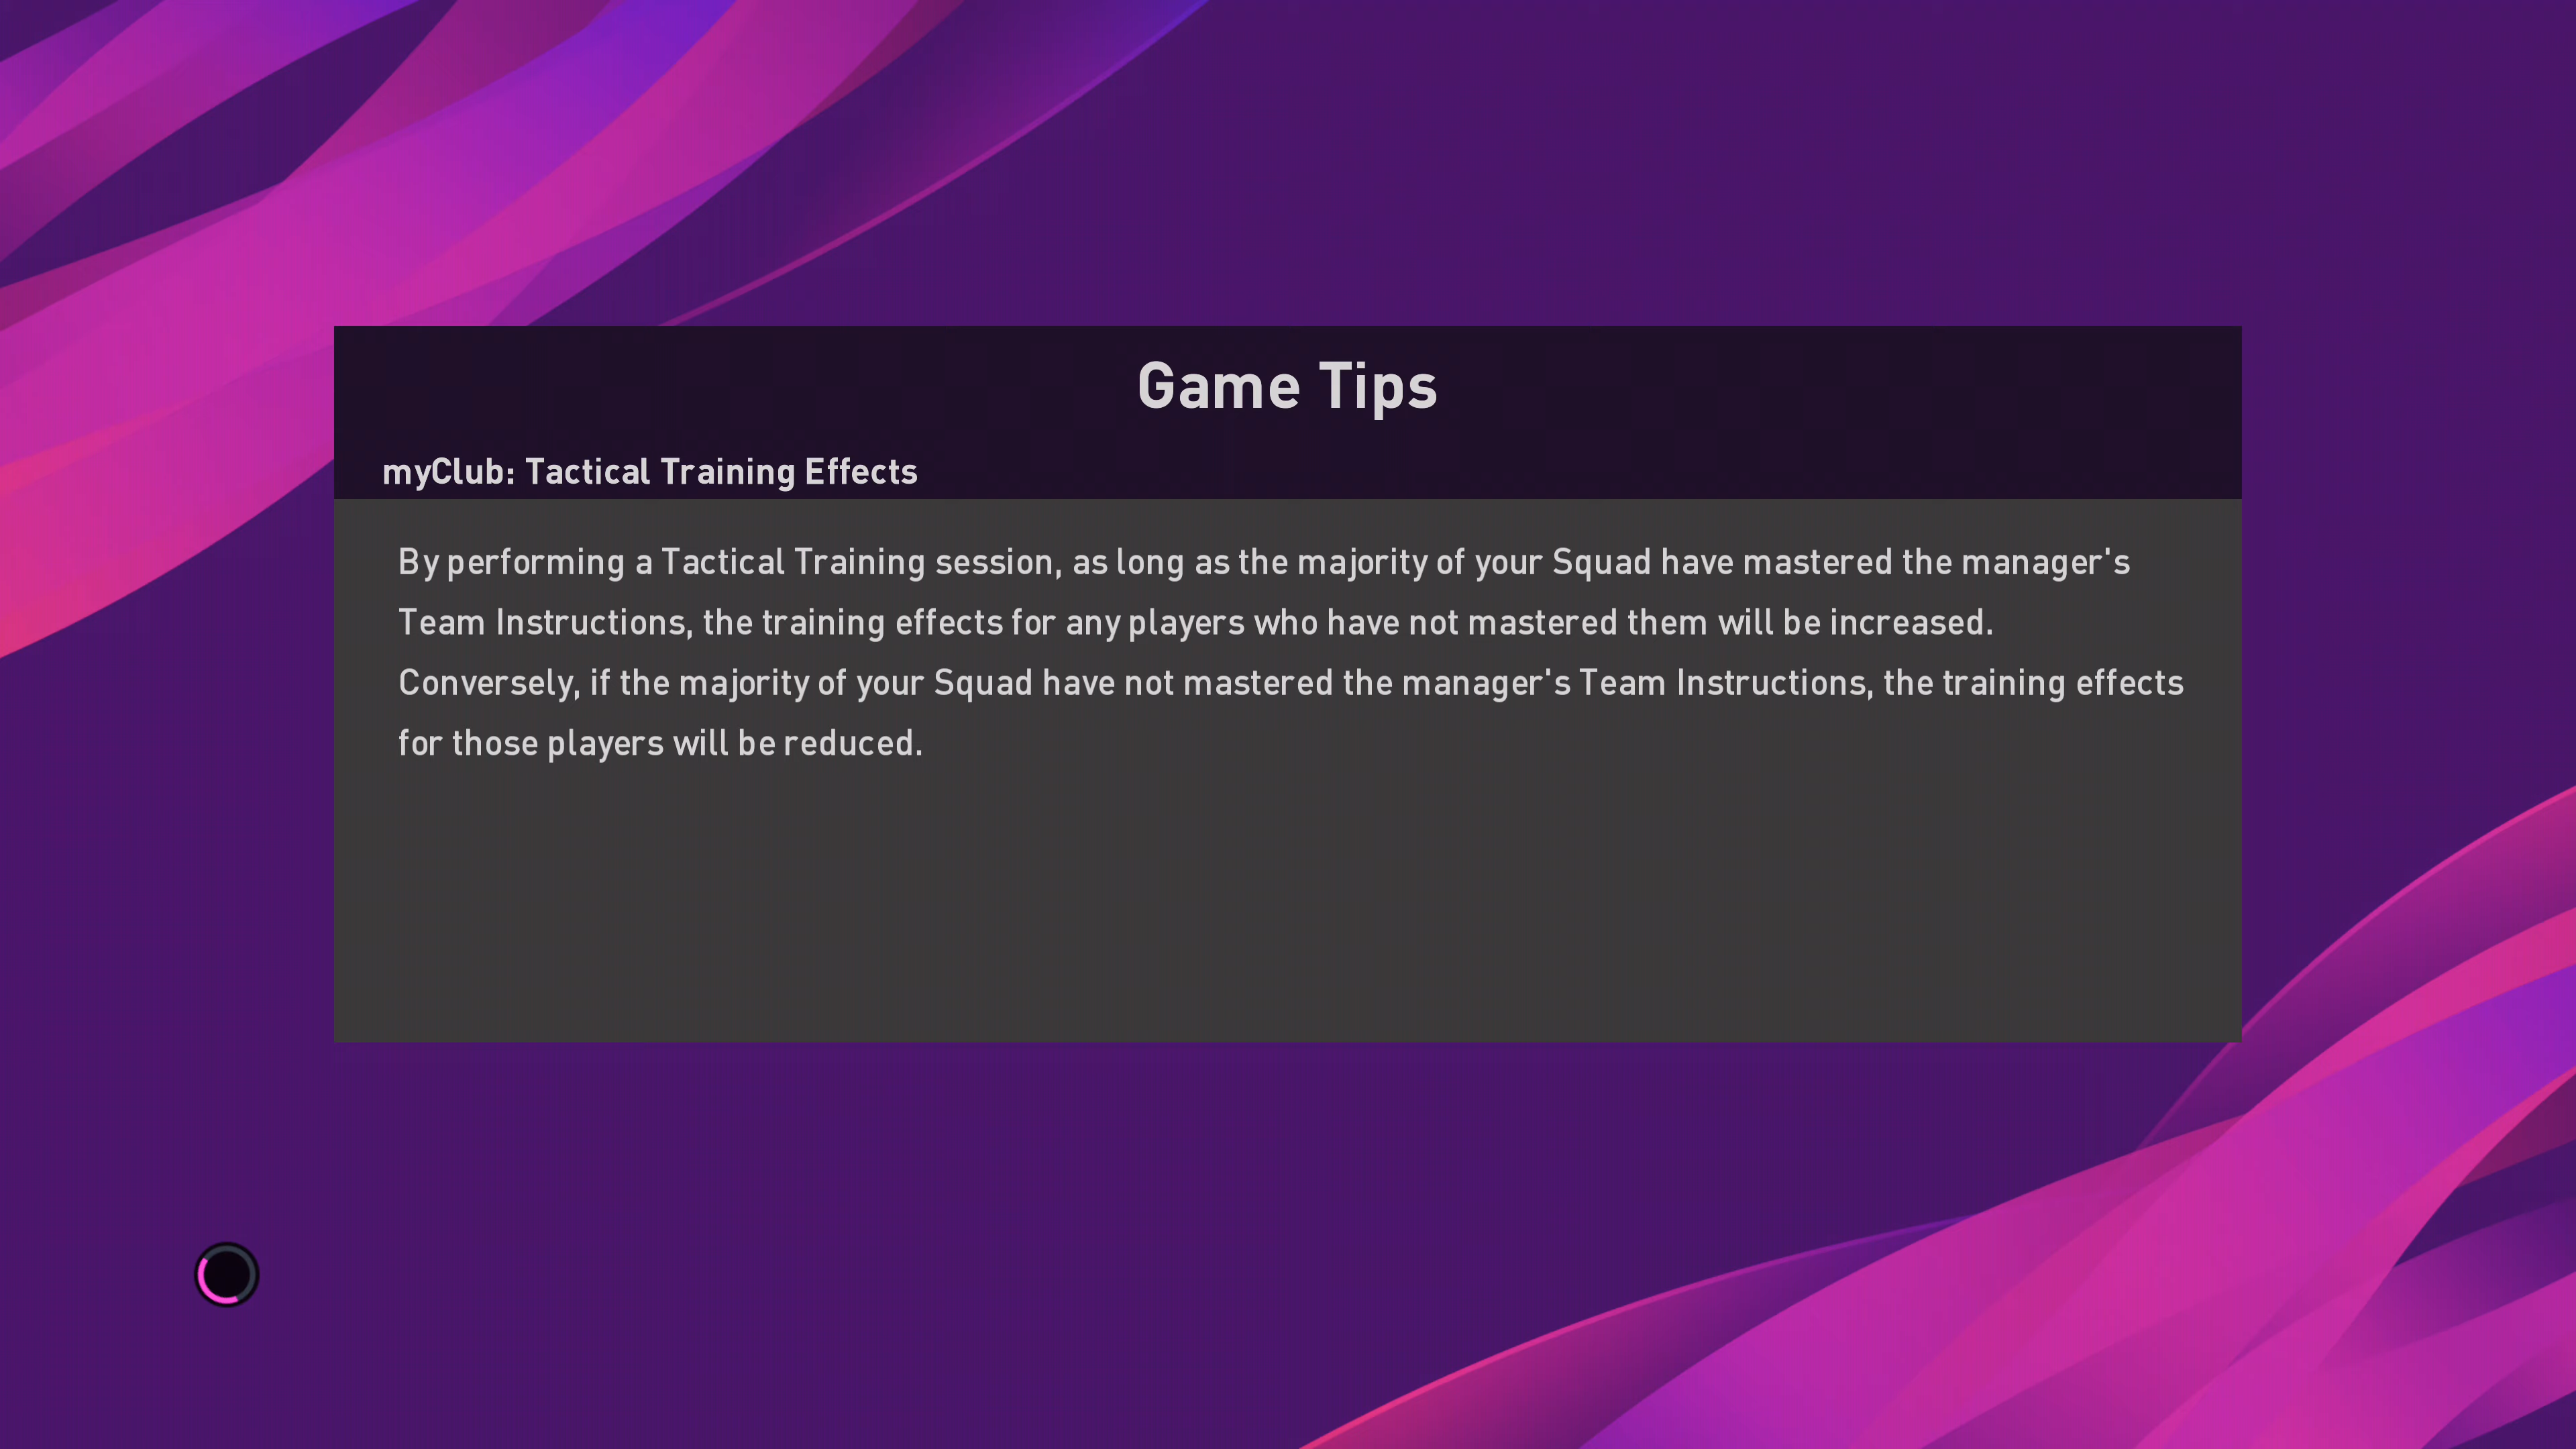 Game Tips
myClub: Tactical Training Effects
By performing a Tactical Training session, as long as the majority of your Squad have mastered the manager's
Team Instructions, the training effects for any players who have not mastered them will be increased.
Conversely, if the majority of your Squad have not mastered the manager's Team Instructions, the training effects
for those players will be reduced.